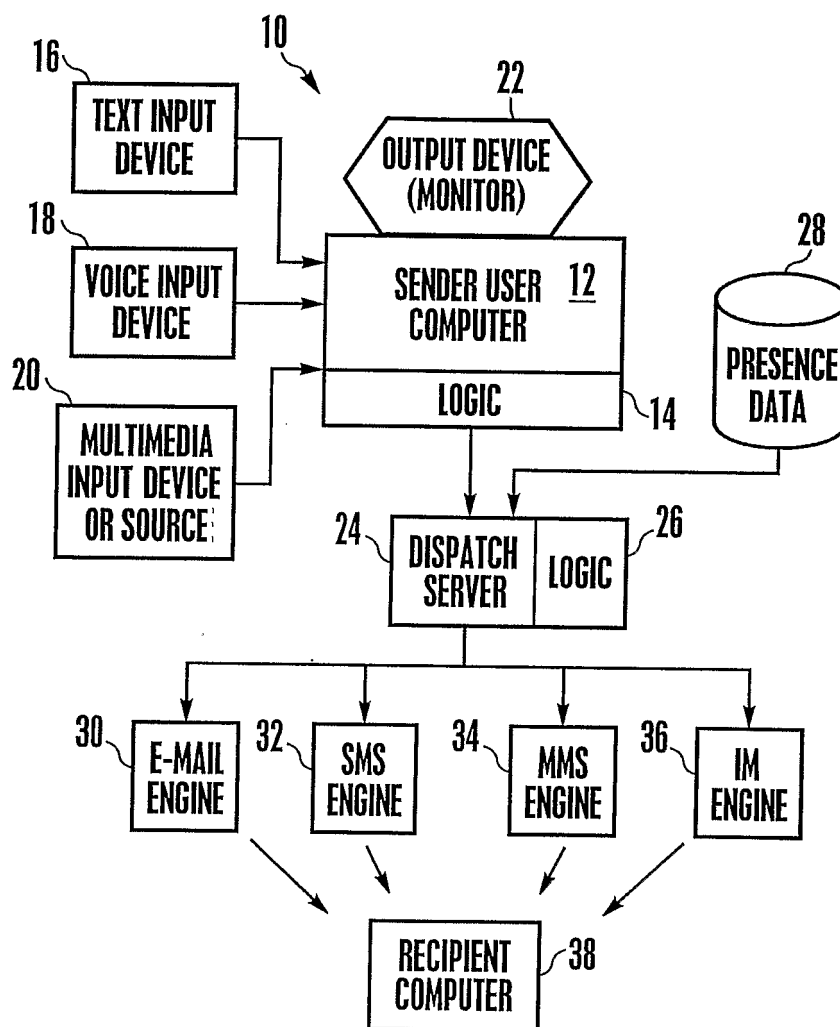 10
16
TEXT INPUT
DEVICE
22
OUTPUT DEVICE
(MONITOR)
18
VOICE INPUT
DEVICE
SENDER USER
COMPUTER
12
28
PRESENCE
DATA
20
MULTIMEDIA
INPUT DEVICE
OR SOURCE
LOGIC
14
24
DISPATCH
SERVER
LOGIC
26
30
E-MAIL
ENGINE
32
SMS
ENGINE
34
MMS
ENGINE
36
IM
ENGINE
RECIPIENT
COMPUTER
38